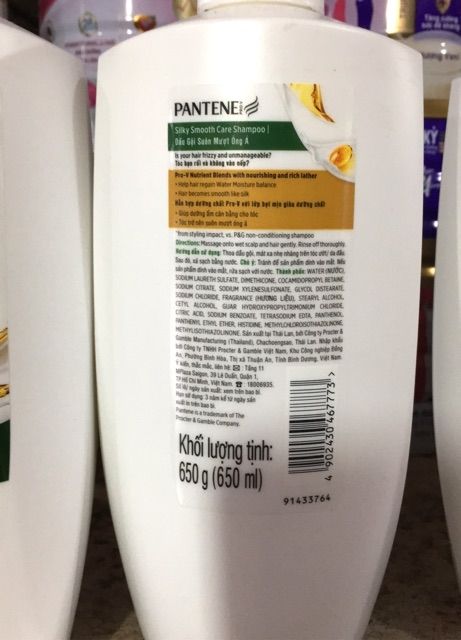 PANTENE
PRO-V
Silky Smooth Care Shampoo |
Dầu Gội Suôn Mượt Óng Ả
Is your hair frizzy and unmanageable?
Tóc bạn rối và không vào nếp?
Pro-V Nutrient Blends with nourishing and rich lather
• Help hair regain Water Moisture balance
• Hair becomes smooth like silk
Hỗn hợp dưỡng chất Pro-V với lớp bọt mịn giàu dưỡng chất
• Giúp dưỡng ẩm cân bằng cho tóc
• Tóc trở nên suôn mượt óng ả
*from styling impact, vs. P&G non-conditioning shampoo
Directions: Massage onto wet scalp and hair gently. Rinse off thoroughly.
Hướng dẫn sử dụng: Thoa dầu gội, mát xa nhẹ nhàng trên tóc ướt/ da đầu
Sau đó, xả sạch bằng nước. Chú ý: Tránh để sản phẩm dính vào mắt. Nếu
sản phẩm dính vào mắt, rửa sạch với nước. Thành phần: WATER (NƯỚC),
SODIUM LAURETH SULFATE, DIMETHICONE, COCAMIDOPROPYL BETAINE,
SODIUM CITRATE, SODIUM XYLENESULFONATE, GLYCOL DISTEARATE,
SODIUM CHLORIDE, FRAGRANCE (HƯƠNG LIỆU), STEARYL ALCOHOL,
CETYL ALCOHOL, GUAR HYDROXYPROPYLTRIMONIUM CHLORIDE,
CITRIC ACID, SODIUM BENZOATE, TETRASODIUM EDTA, PANTHENOL,
PANTHENYL ETHYL ETHER, HISTIDINE, METHYLCHLOROISOTHIAZOLINONE,
METHYLISOTHIAZOLINONE. Sản xuất tại Thái Lan, bởi Công ty Procter &
Gamble Manufacturing (Thailand), Chachoengsao, Thái Lan. Nhập khẩu
bởi Công ty TNHH Procter & Gamble Việt Nam, Khu Công nghiệp Đồng
An, Phường Bình Hòa, Thị xã Thuận An, Tỉnh Bình Dương, Việt Nam.
Ý kiến, thắc mắc, liên hệ: Tầng 11
MPlaza Saigon, 39 Lê Duẩn, Quận 1,
TP.Hồ Chí Minh, Việt Nam. 18006935.
Số lô/ ngày sản xuất: xem trên bao bì.
Hạn sử dụng: 3 năm kể từ ngày sản
xuất in trên bao bì.
Pantene is a trademark of The
Procter & Gamble Company.
Khối lượng tịnh:
650 g (650 ml)
4 902430 467773 >
91433764